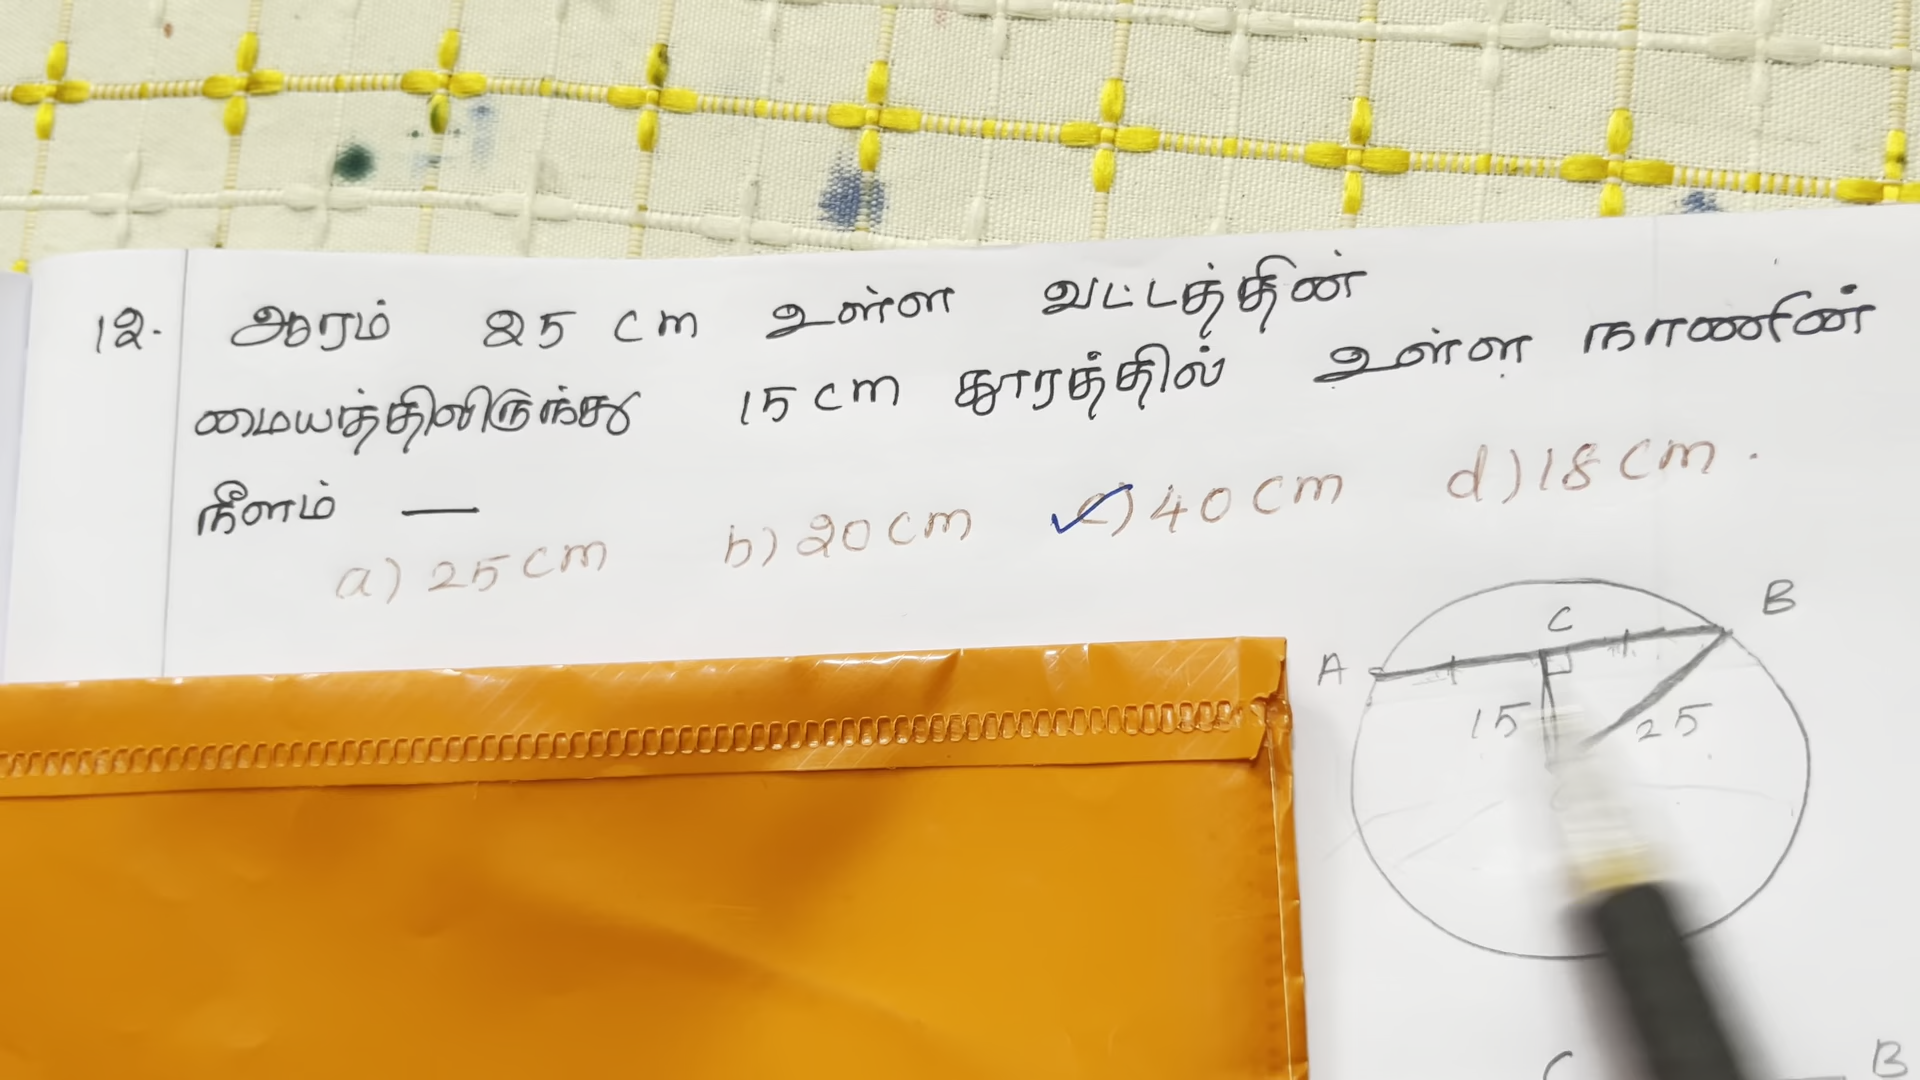 12. ஆரம் 25 cm உள்ள வட்டத்தின்
மையத்திலிருந்து 15 cm தூரத்தில் உள்ள நாணின்
நீளம் —
a) 25 cm b) 20 cm c) 40 cm d) 18 cm.
A C B
15 25
C B